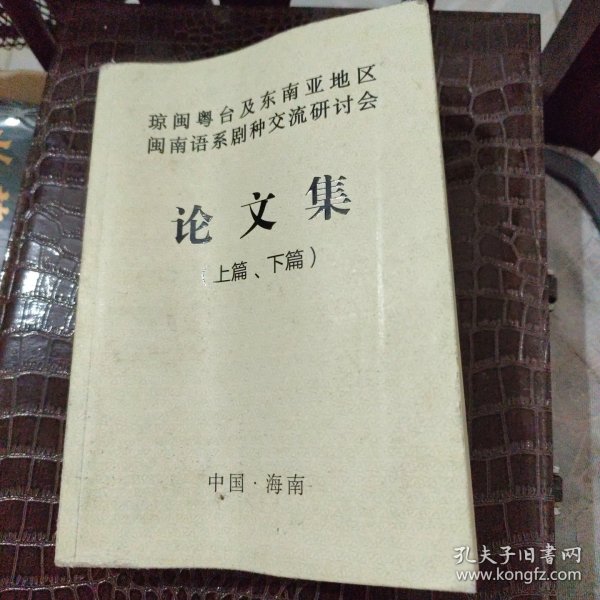 琼闽粤台及东南亚地区
闽南语系剧种交流研讨会
论文集
(上篇、下篇)
中国·海南
孔夫子旧书网
www.kongfz.com